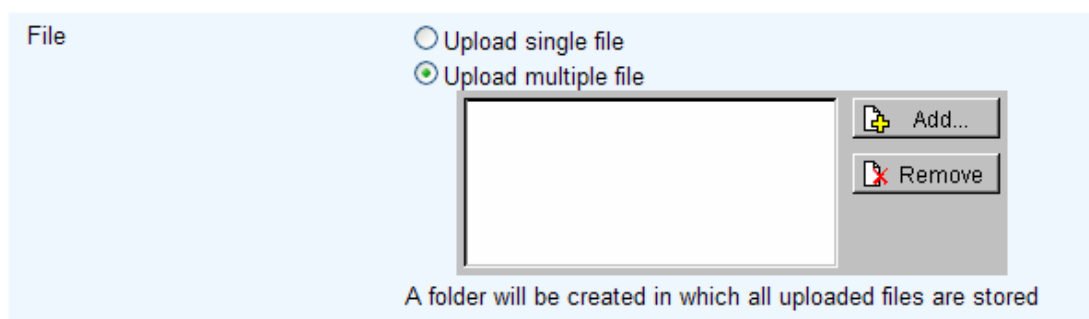 File
Upload single file
Upload multiple file
Add...
Remove
A folder will be created in which all uploaded files are stored